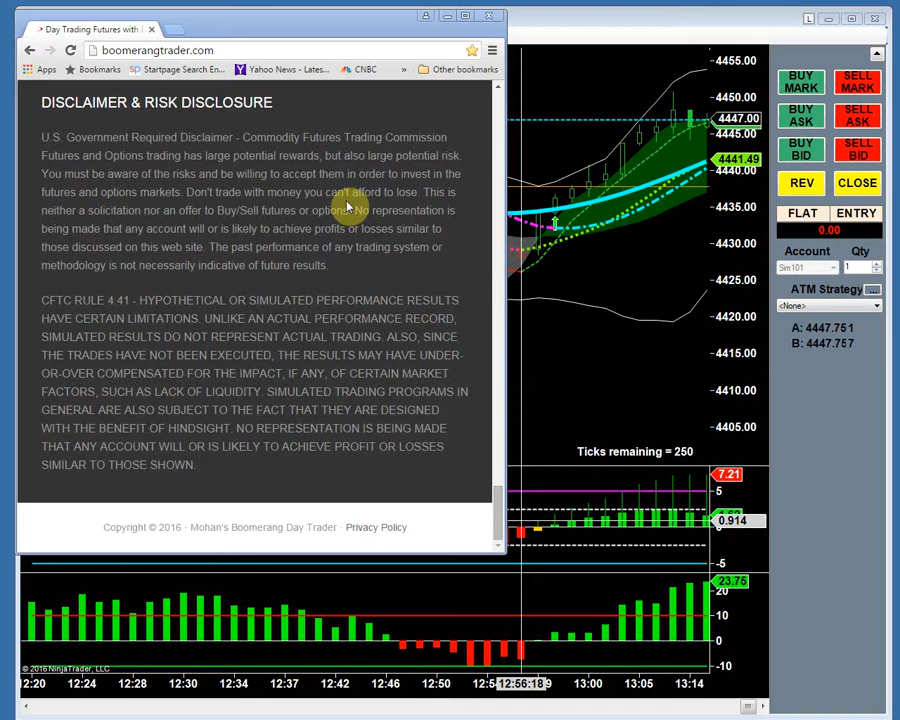 Day Trading Futures with
boomerangtrader.com
Apps
Bookmarks
Startpage Search En...
Yahoo News - Lates...
CNBC
»
Other bookmarks
DISCLAIMER & RISK DISCLOSURE
U.S. Government Required Disclaimer - Commodity Futures Trading Commission
Futures and Options trading has large potential rewards, but also large potential risk.
You must be aware of the risks and be willing to accept them in order to invest in the
futures and options markets. Don't trade with money you can't afford to lose. This is
neither a solicitation nor an offer to Buy/Sell futures or options. No representation is
being made that any account will or is likely to achieve profits or losses similar to
those discussed on this web site. The past performance of any trading system or
methodology is not necessarily indicative of future results.
CFTC RULE 4.41 - HYPOTHETICAL OR SIMULATED PERFORMANCE RESULTS
HAVE CERTAIN LIMITATIONS. UNLIKE AN ACTUAL PERFORMANCE RECORD,
SIMULATED RESULTS DO NOT REPRESENT ACTUAL TRADING. ALSO, SINCE
THE TRADES HAVE NOT BEEN EXECUTED, THE RESULTS MAY HAVE UNDER-
OR-OVER COMPENSATED FOR THE IMPACT, IF ANY, OF CERTAIN MARKET
FACTORS, SUCH AS LACK OF LIQUIDITY. SIMULATED TRADING PROGRAMS IN
GENERAL ARE ALSO SUBJECT TO THE FACT THAT THEY ARE DESIGNED
WITH THE BENEFIT OF HINDSIGHT. NO REPRESENTATION IS BEING MADE
THAT ANY ACCOUNT WILL OR IS LIKELY TO ACHIEVE PROFIT OR LOSSES
SIMILAR TO THOSE SHOWN.
Copyright © 2016 · Mohan's Boomerang Day Trader · Privacy Policy
L
4455.00
4450.00
4447.00
4445.00
4441.49
4440.00
4435.00
4430.00
4425.00
4420.00
4415.00
4410.00
4405.00
Ticks remaining = 250
BUY MARK
SELL MARK
BUY ASK
SELL ASK
BUY BID
SELL BID
REV
CLOSE
FLAT
ENTRY
0.00
Account
Qty
Sim101
1
ATM Strategy
...
<None>
A: 4447.751
B: 4447.757
7.21
5
0.914
-5
23.75
20
10
0
-10
© 2016 NinjaTrader, LLC
12:20 12:24 12:28 12:30 12:34 12:37 12:40 12:42 12:46 12:50 12:56:18 13:00 13:05 13:14